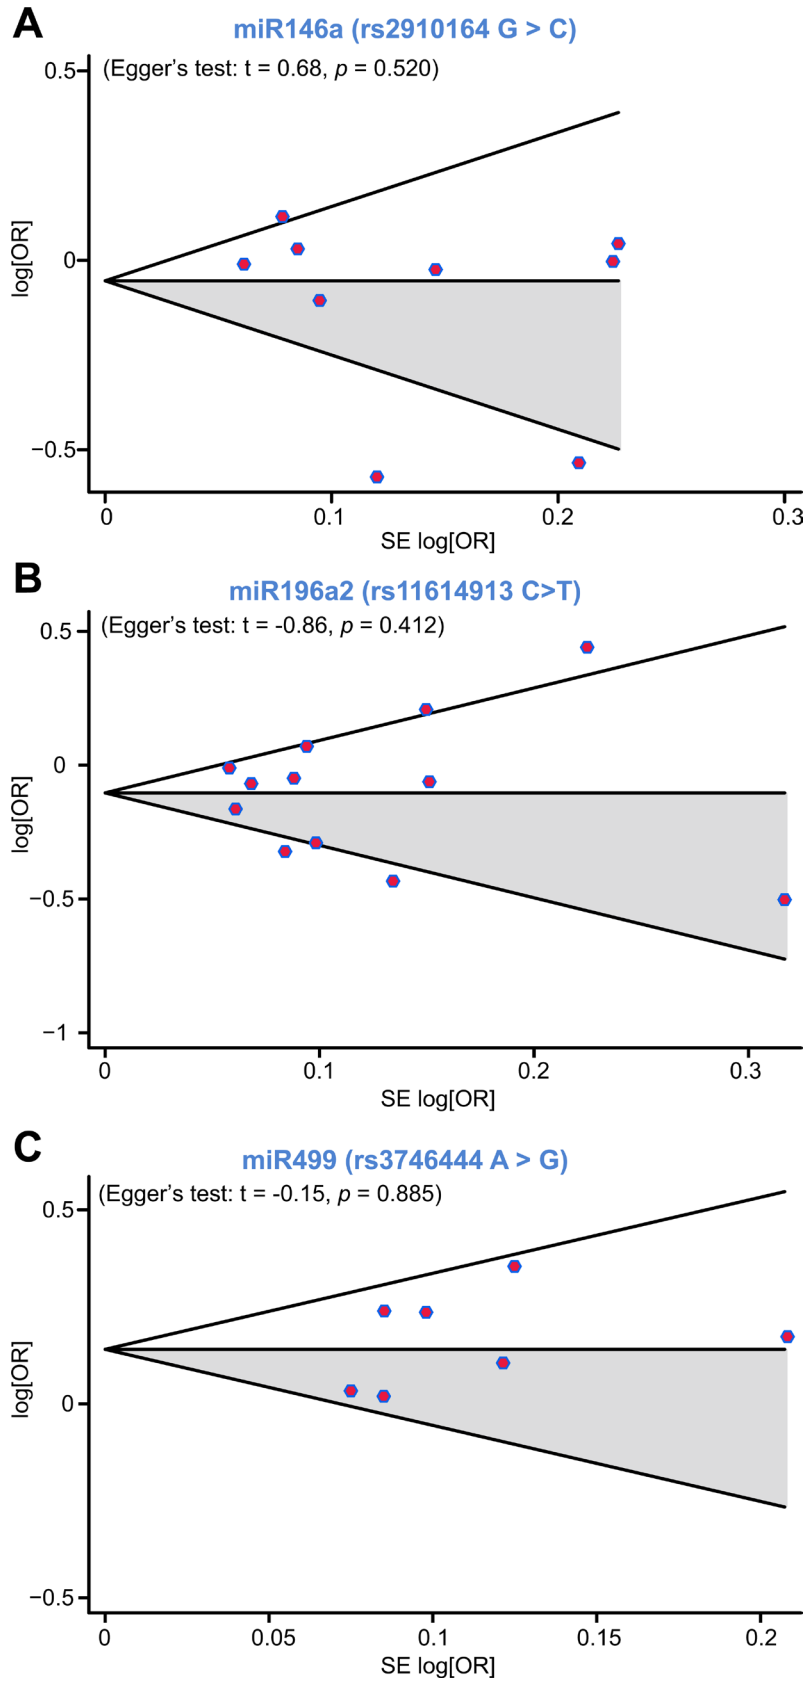 A
miR146a (rs2910164 G > C)
(Egger’s test: t = 0.68, p = 0.520)
0.5
0
−0.5
log[OR]
0 0.1 0.2 0.3
SE log[OR]
B
miR196a2 (rs11614913 C>T)
(Egger’s test: t = -0.86, p = 0.412)
0.5
0
−0.5
−1
log[OR]
0 0.1 0.2 0.3
SE log[OR]
C
miR499 (rs3746444 A > G)
(Egger’s test: t = -0.15, p = 0.885)
0.5
0
−0.5
log[OR]
0 0.05 0.1 0.15 0.2
SE log[OR]